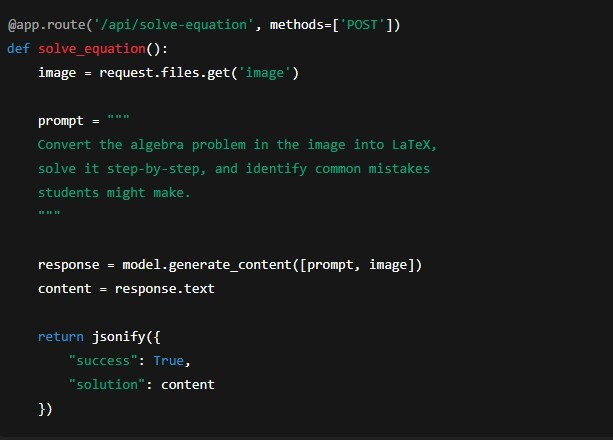 @app.route('/api/solve-equation', methods=['POST'])
def solve_equation():
    image = request.files.get('image')

    prompt = """
    Convert the algebra problem in the image into LaTeX,
    solve it step-by-step, and identify common mistakes
    students might make.
    """

    response = model.generate_content([prompt, image])
    content = response.text

    return jsonify({
        "success": True,
        "solution": content
    })